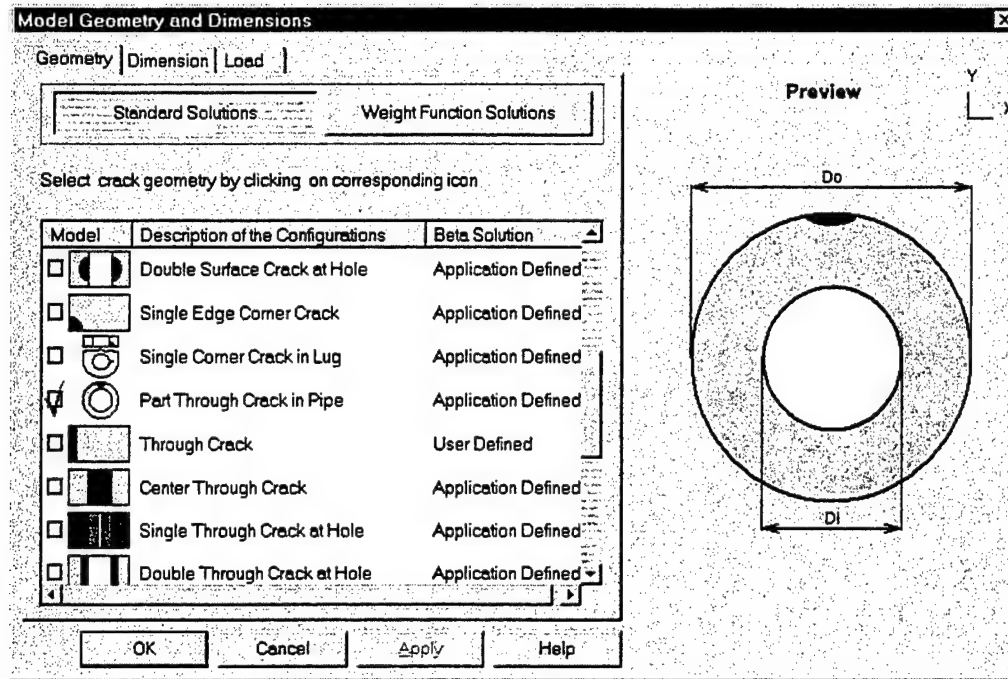 Model Geometry and Dimensions
Geometry Dimension Load
Standard Solutions Weight Function Solutions
Select crack geometry by clicking on corresponding icon
Model Description of the Configurations Beta Solution
Double Surface Crack at Hole Application Defined
Single Edge Corner Crack Application Defined
Single Corner Crack in Lug Application Defined
Part Through Crack in Pipe Application Defined
Through Crack User Defined
Center Through Crack Application Defined
Single Through Crack at Hole Application Defined
Double Through Crack at Hole Application Defined
OK Cancel Apply Help
Preview
Y
X
Do
DI